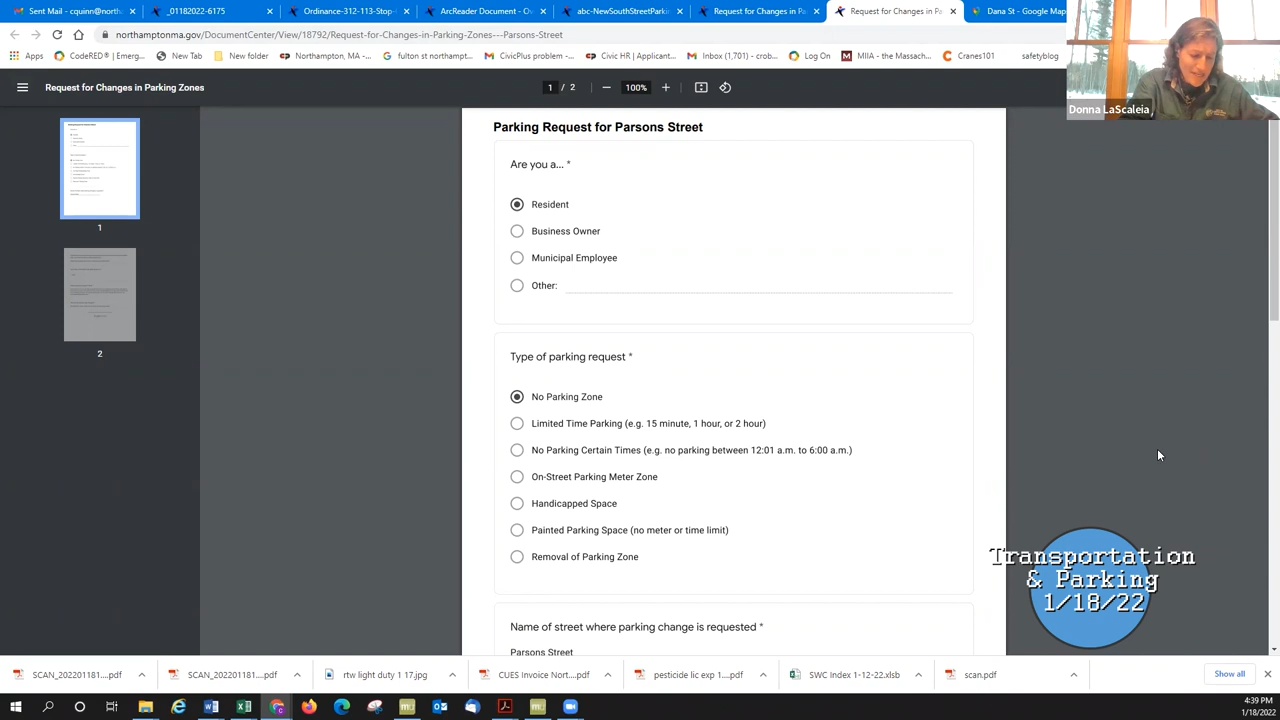 Sent Mail - cquinn@north
_01182022-6175
Ordinance-312-113-Stop-
ArcReader Document - Ov
abc-NewSouthStreetParkin
Request for Changes in Pa
Request for Changes in Pa
Dana St - Google Map
northamptonma.gov/DocumentCenter/View/18792/Request-for-Changes-in-Parking-Zones---Parsons-Street
Apps
CodeRED® | Emerg...
New Tab
New folder
Northampton, MA -...
fulton st northampt...
CivicPlus problem -...
Civic HR | Applicant...
Inbox (1,701) - crob...
Log On
MIIA - the Massach...
Cranes101
safetyblog
Request for Changes in Parking Zones
1 / 2
100%
Donna LaScaleia
1
2
Parking Request for Parsons Street
Are you a... *
Resident
Business Owner
Municipal Employee
Other:
Type of parking request *
No Parking Zone
Limited Time Parking (e.g. 15 minute, 1 hour, or 2 hour)
No Parking Certain Times (e.g. no parking between 12:01 a.m. to 6:00 a.m.)
On-Street Parking Meter Zone
Handicapped Space
Painted Parking Space (no meter or time limit)
Removal of Parking Zone
Name of street where parking change is requested *
Parsons Street
Transportation
& Parking
1/18/22
SCAN_202201181....pdf
SCAN_202201181....pdf
rtw light duty 1 17.jpg
CUES Invoice Nort....pdf
pesticide lic exp 1....pdf
SWC Index 1-12-22.xlsb
scan.pdf
Show all
4:39 PM
1/18/2022